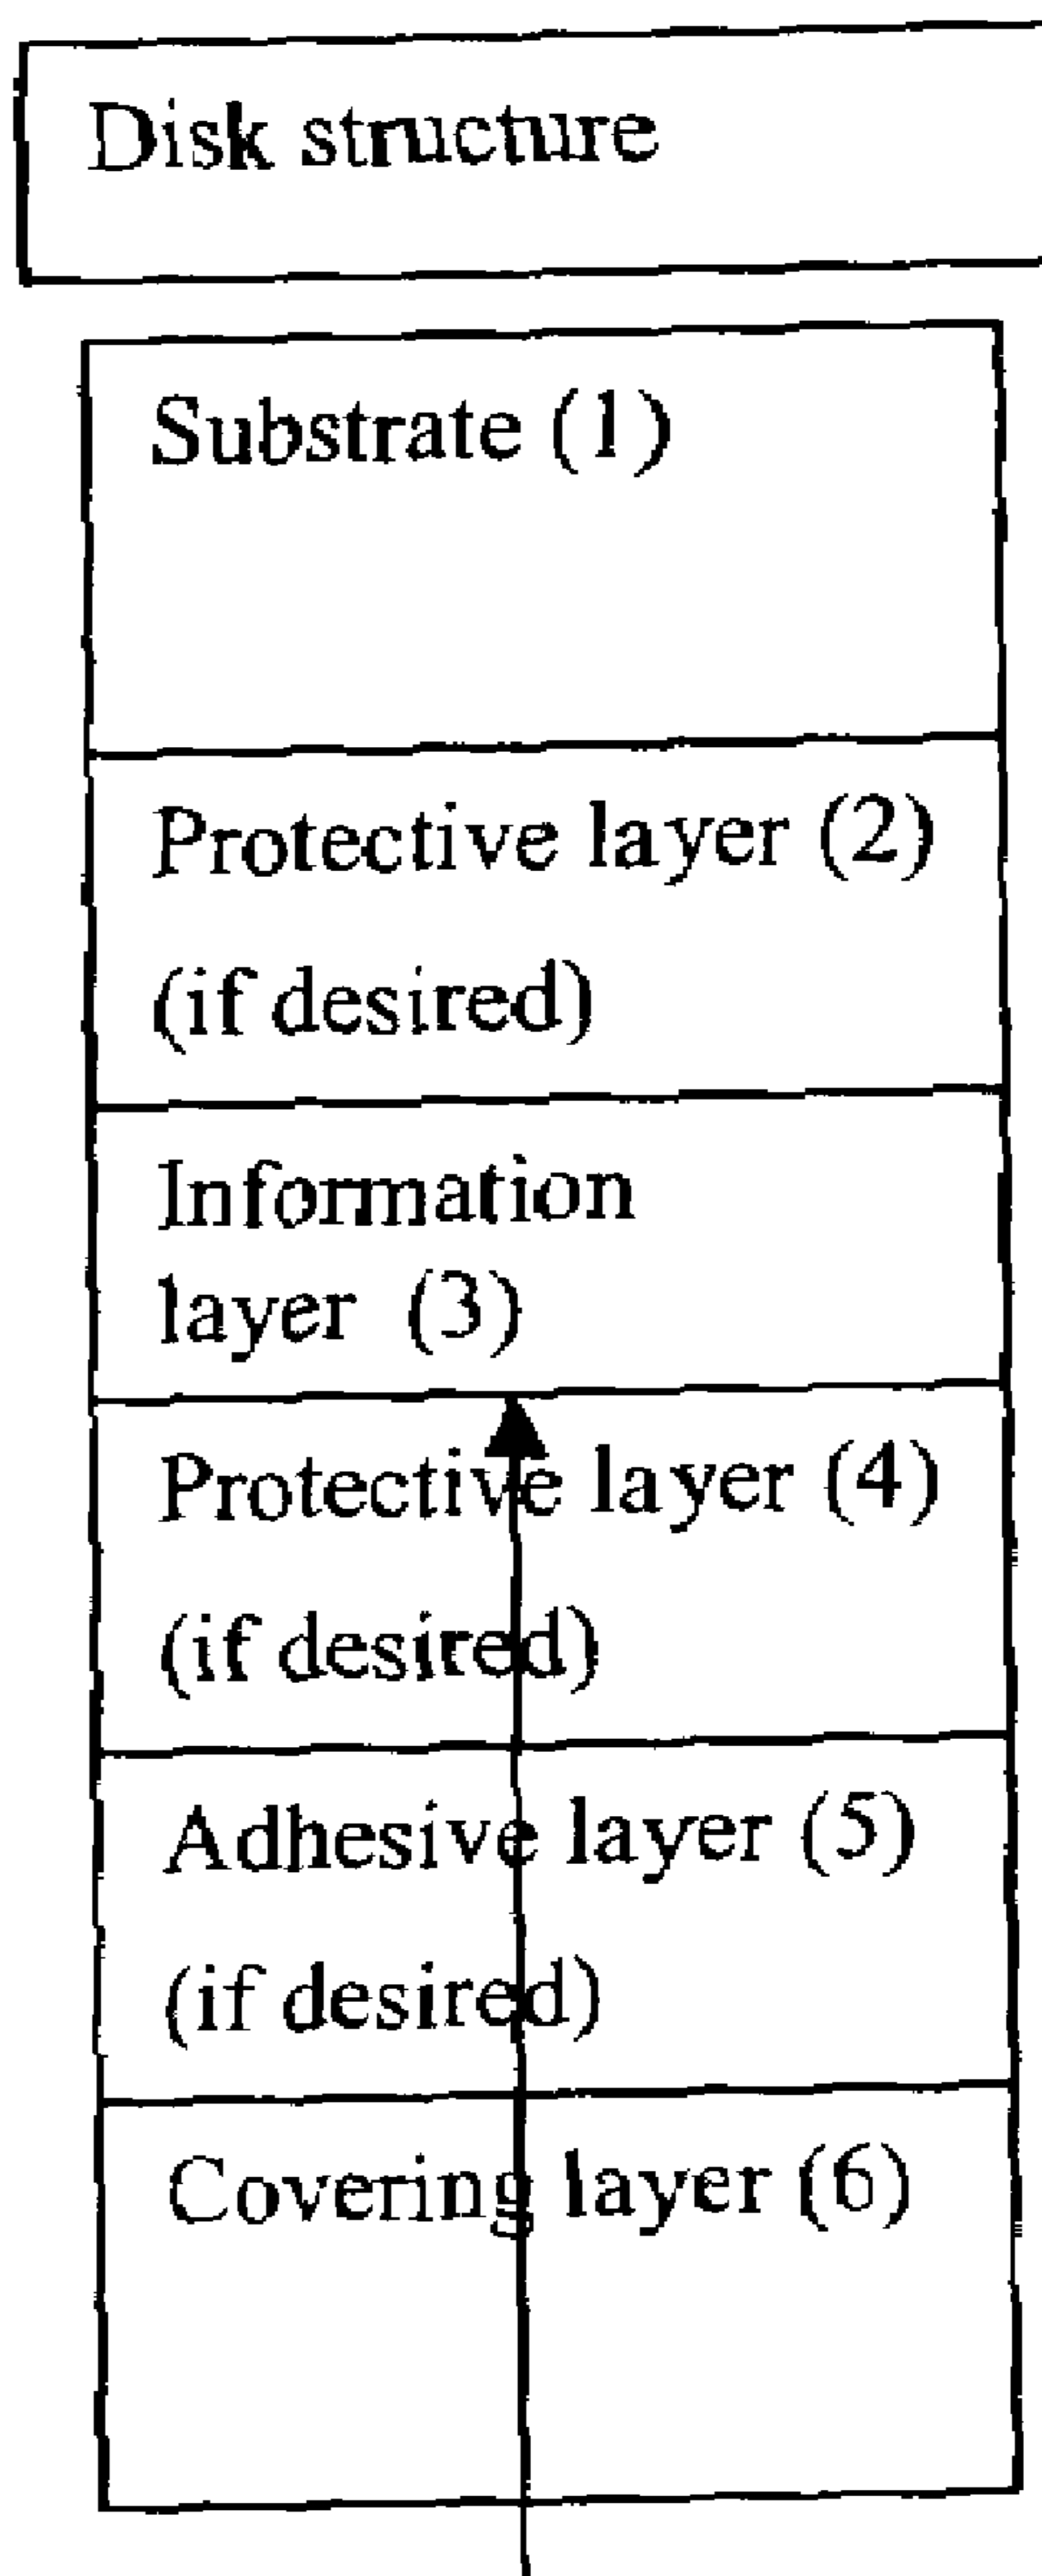 Disk structure
Substrate (1)
Protective layer (2)
(if desired)
Information
layer (3)
Protective layer (4)
(if desired)
Adhesive layer (5)
(if desired)
Covering layer (6)